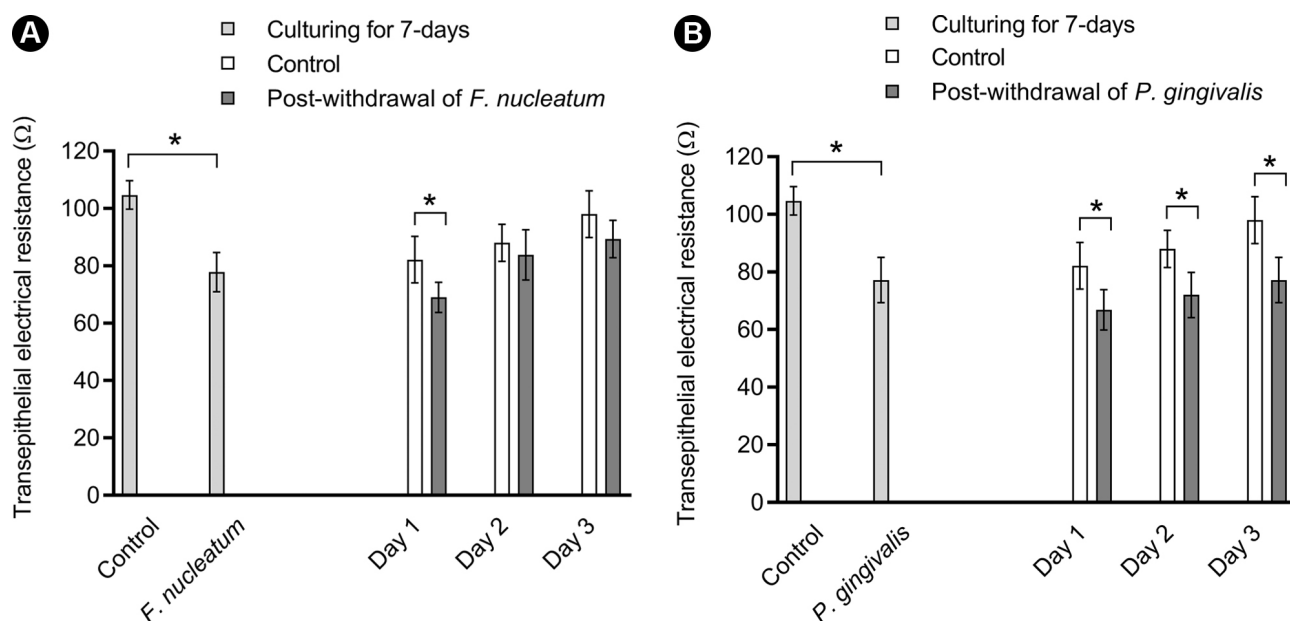 A
Culturing for 7-days
Control
Post-withdrawal of F. nucleatum
Transepithelial electrical resistance (Ω)
120
100
80
60
40
20
0
*
*
Control
F. nucleatum
Day 1
Day 2
Day 3
B
Culturing for 7-days
Control
Post-withdrawal of P. gingivalis
Transepithelial electrical resistance (Ω)
120
100
80
60
40
20
0
*
*
*
*
Control
P. gingivalis
Day 1
Day 2
Day 3